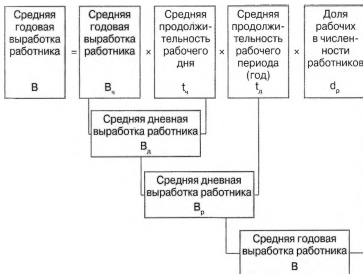 Средняя
годовая
выработка
работника
В
=
Средняя
годовая
выработка
работника
Вч
×
Средняя
продолжи-
тельность
рабочего
дня
tч
×
Средняя
продолжи-
тельность
рабочего
периода
(год)
tд
×
Доля
рабочих
в числен-
ности
работников
dр
Средняя дневная
выработка работника
Вд
Средняя дневная
выработка работника
Вр
Средняя годовая
выработка работника
В